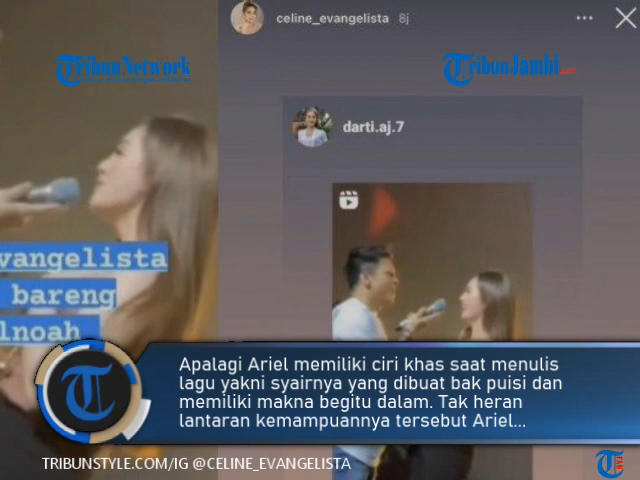 celine_evangelista 8j
TribunNetwork
TribunJambi.com
darti.aj.7
vangelista
bareng
lnoah
Apalagi Ariel memiliki ciri khas saat menulis
lagu yakni syairnya yang dibuat bak puisi dan
memiliki makna begitu dalam. Tak heran
lantaran kemampuannya tersebut Ariel...
T
TRIBUNSTYLE.COM/IG @CELINE_EVANGELISTA
T